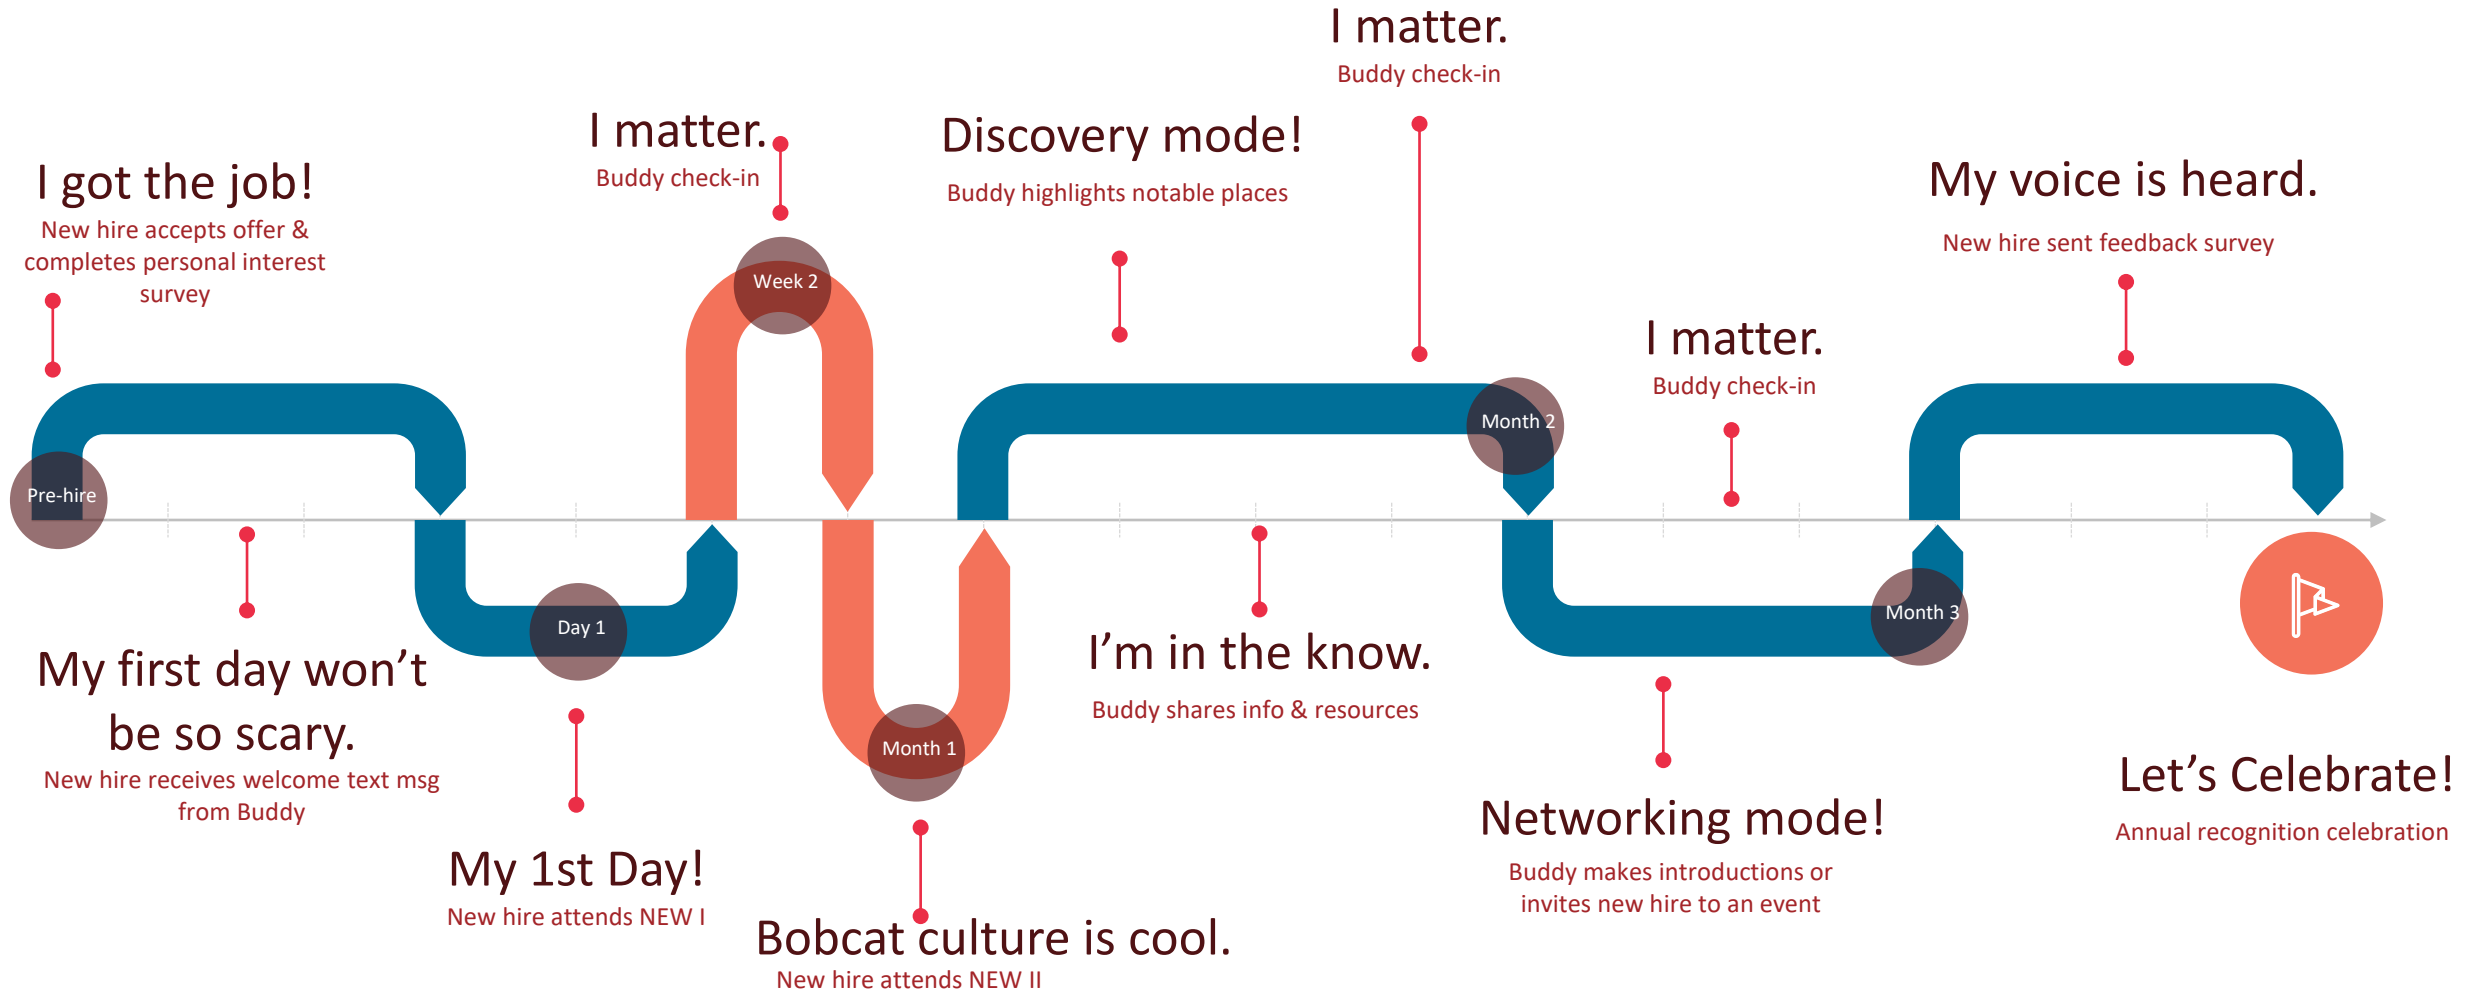 I got the job!
New hire accepts offer &
completes personal interest
survey
Pre-hire
My first day won’t
be so scary.
New hire receives welcome text msg
from Buddy
Day 1
My 1st Day!
New hire attends NEW I
I matter.
Buddy check-in
Week 2
Month 1
Bobcat culture is cool.
New hire attends NEW II
Discovery mode!
Buddy highlights notable places
I’m in the know.
Buddy shares info & resources
I matter.
Buddy check-in
Month 2
Networking mode!
Buddy makes introductions or
invites new hire to an event
I matter.
Buddy check-in
Month 3
My voice is heard.
New hire sent feedback survey
Let’s Celebrate!
Annual recognition celebration